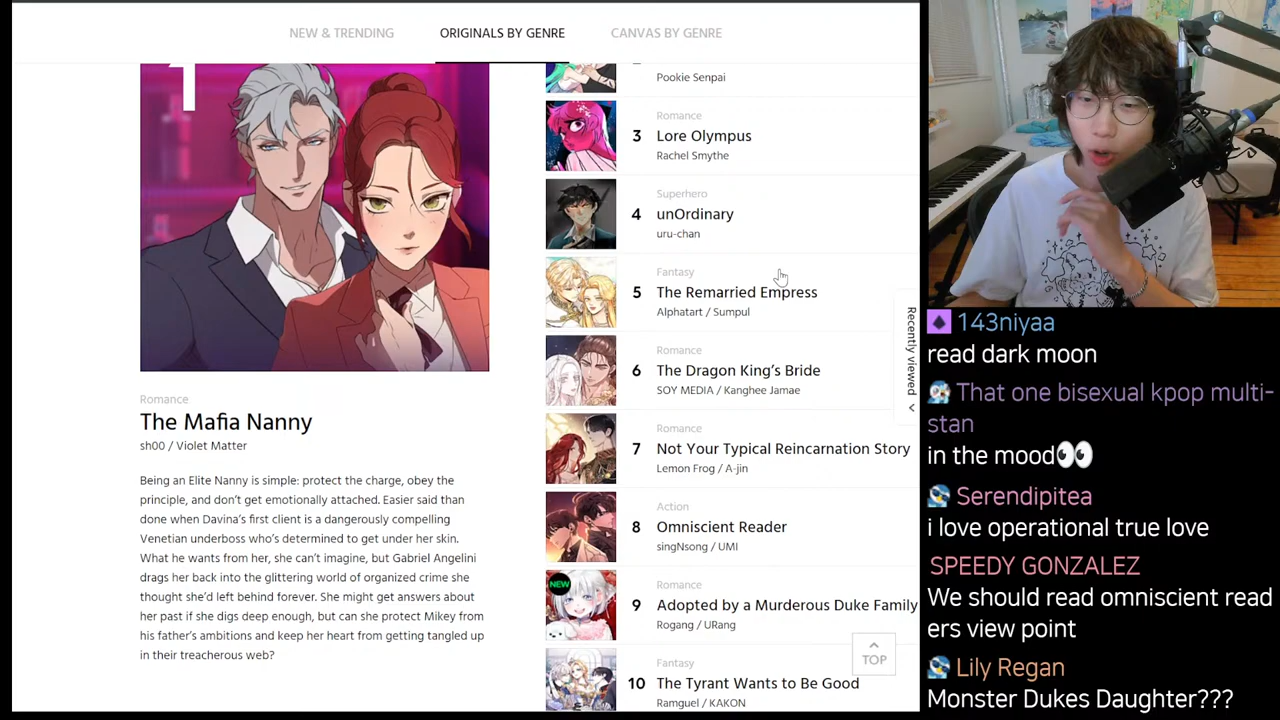 NEW & TRENDING
ORIGINALS BY GENRE
CANVAS BY GENRE
1
Romance
The Mafia Nanny
sh00 / Violet Matter
Being an Elite Nanny is simple: protect the charge, obey the
principle, and don't get emotionally attached. Easier said than
done when Davina's first client is a dangerously compelling
Venetian underboss who's determined to get under her skin.
What he wants from her, she can't imagine, but Gabriel Angelini
drags her back into the glittering world of organized crime she
thought she'd left behind forever. She might get answers about
her past if she digs deep enough, but can she protect Mikey from
his father's ambitions and keep her heart from getting tangled up
in their treacherous web?
Pookie Senpai
Romance
3 Lore Olympus
Rachel Smythe
Superhero
4 unOrdinary
uru-chan
Fantasy
5 The Remarried Empress
Alphatart / Sumpul
Romance
6 The Dragon King's Bride
SOY MEDIA / Kanghee Jamae
Romance
7 Not Your Typical Reincarnation Story
Lemon Frog / A-jin
Action
8 Omniscient Reader
singNsong / UMI
NEW
Romance
9 Adopted by a Murderous Duke Family
Rogang / URang
Fantasy
10 The Tyrant Wants to Be Good
Ramguel / KAKON
Recently viewed
TOP
143niyaa
read dark moon
That one bisexual kpop multi-
stan
in the mood👀
Serendipitea
i love operational true love
SPEEDY GONZALEZ
We should read omniscient read
ers view point
Lily Regan
Monster Dukes Daughter???